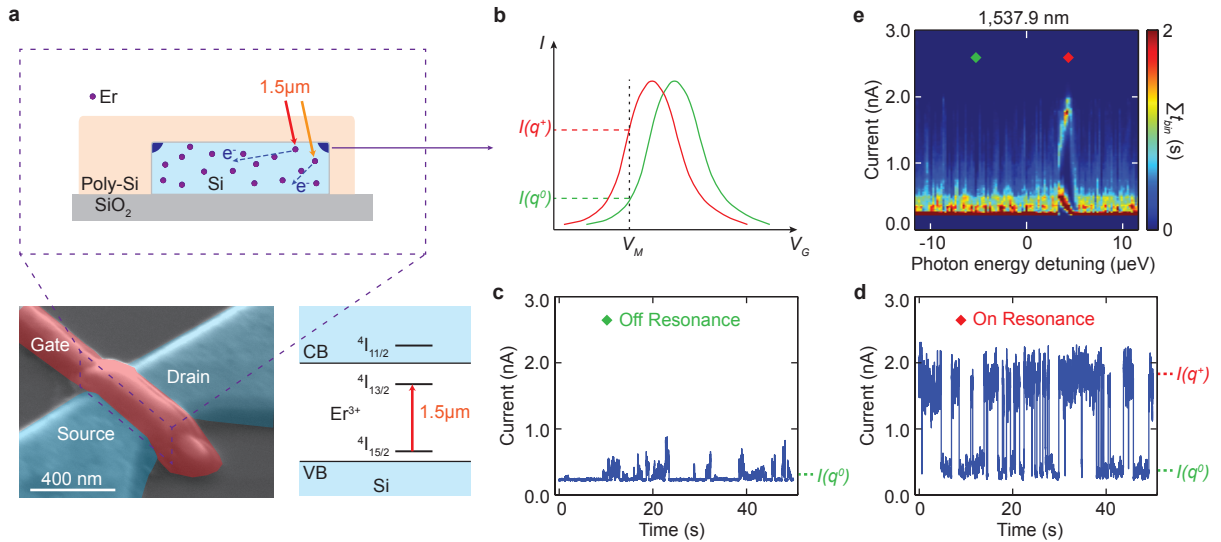 a
Er
1.5µm
e⁻
e⁻
Poly-Si
Si
SiO₂
Gate
Drain
Source
400 nm
CB
⁴I₁₁/₂
⁴I₁₃/₂
Er³⁺
1.5µm
⁴I₁₅/₂
VB
Si
b
I
I(q⁺)
I(q⁰)
V_M
V_G
c
3.0
Off Resonance
2.0
1.0
0.0
Current (nA)
I(q⁰)
0
20
40
Time (s)
d
3.0
On Resonance
2.0
1.0
0.0
Current (nA)
I(q⁺)
I(q⁰)
0
20
40
Time (s)
e
1,537.9 nm
3.0
2.0
1.0
0.0
Current (nA)
-10
0
10
Photon energy detuning (µeV)
2
0
Σt_bin (s)